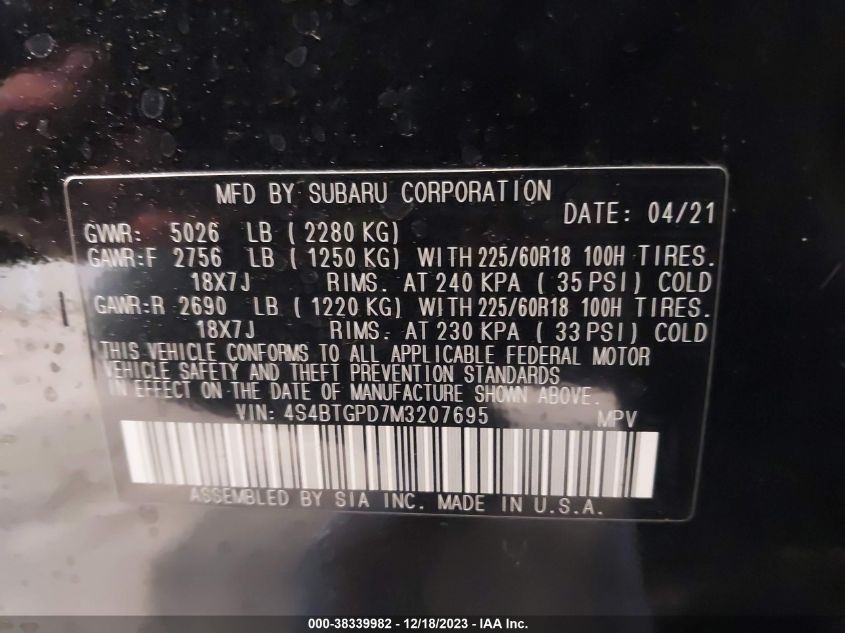 MFD BY SUBARU CORPORATION
DATE: 04/21
GVWR: 5026 LB ( 2280 KG)
GAWR:F 2756 LB ( 1250 KG) WITH 225/60R18 100H TIRES.
18X7J RIMS. AT 240 KPA ( 35 PSI) COLD
GAWR:R 2690 LB ( 1220 KG) WITH 225/60R18 100H TIRES.
18X7J RIMS. AT 230 KPA ( 33 PSI) COLD
THIS VEHICLE CONFORMS TO ALL APPLICABLE FEDERAL MOTOR
VEHICLE SAFETY AND THEFT PREVENTION STANDARDS
IN EFFECT ON THE DATE OF MANUFACTURE SHOWN ABOVE.
VIN: 4S4BTGPD7M3207695 MPV
ASSEMBLED BY SIA INC. MADE IN U.S.A.
000-38339982 - 12/18/2023 - IAA Inc.